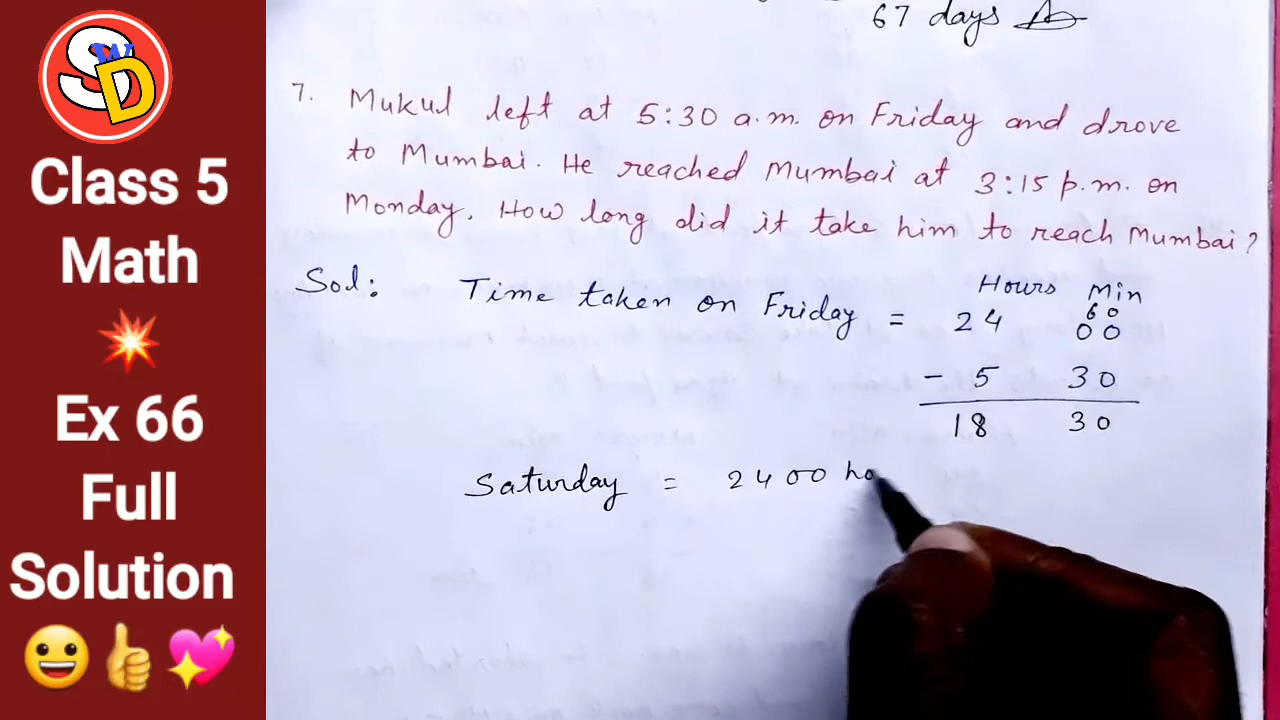 SWD
Class 5
Math
Ex 66
Full
Solution
67 days
7. Mukul left at 5:30 a.m. on Friday and drove
to Mumbai. He reached Mumbai at 3:15 p.m. on
Monday. How long did it take him to reach Mumbai?
Hours Min
60
Sol: Time taken on Friday = 24 00
- 5 30
18 30
Saturday = 2400 ho